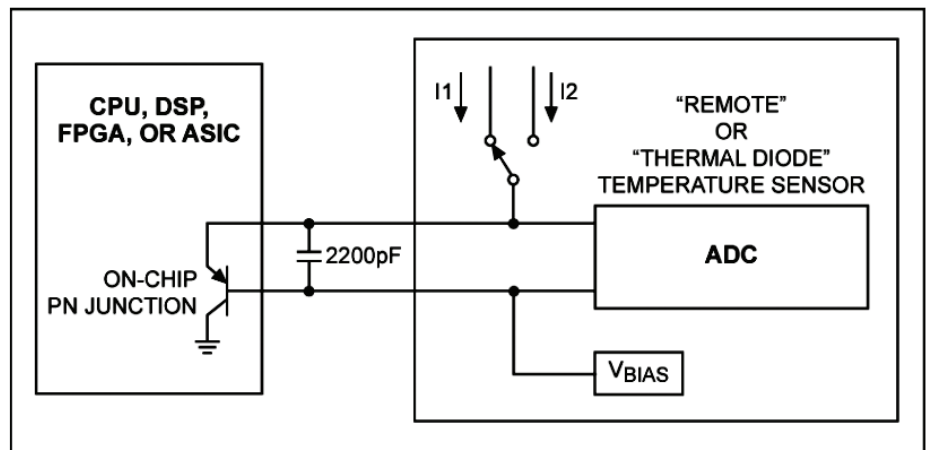 CPU, DSP,
FPGA, OR ASIC
ON-CHIP
PN JUNCTION
2200pF
I1
I2
“REMOTE”
OR
“THERMAL DIODE”
TEMPERATURE SENSOR
ADC
VBIAS